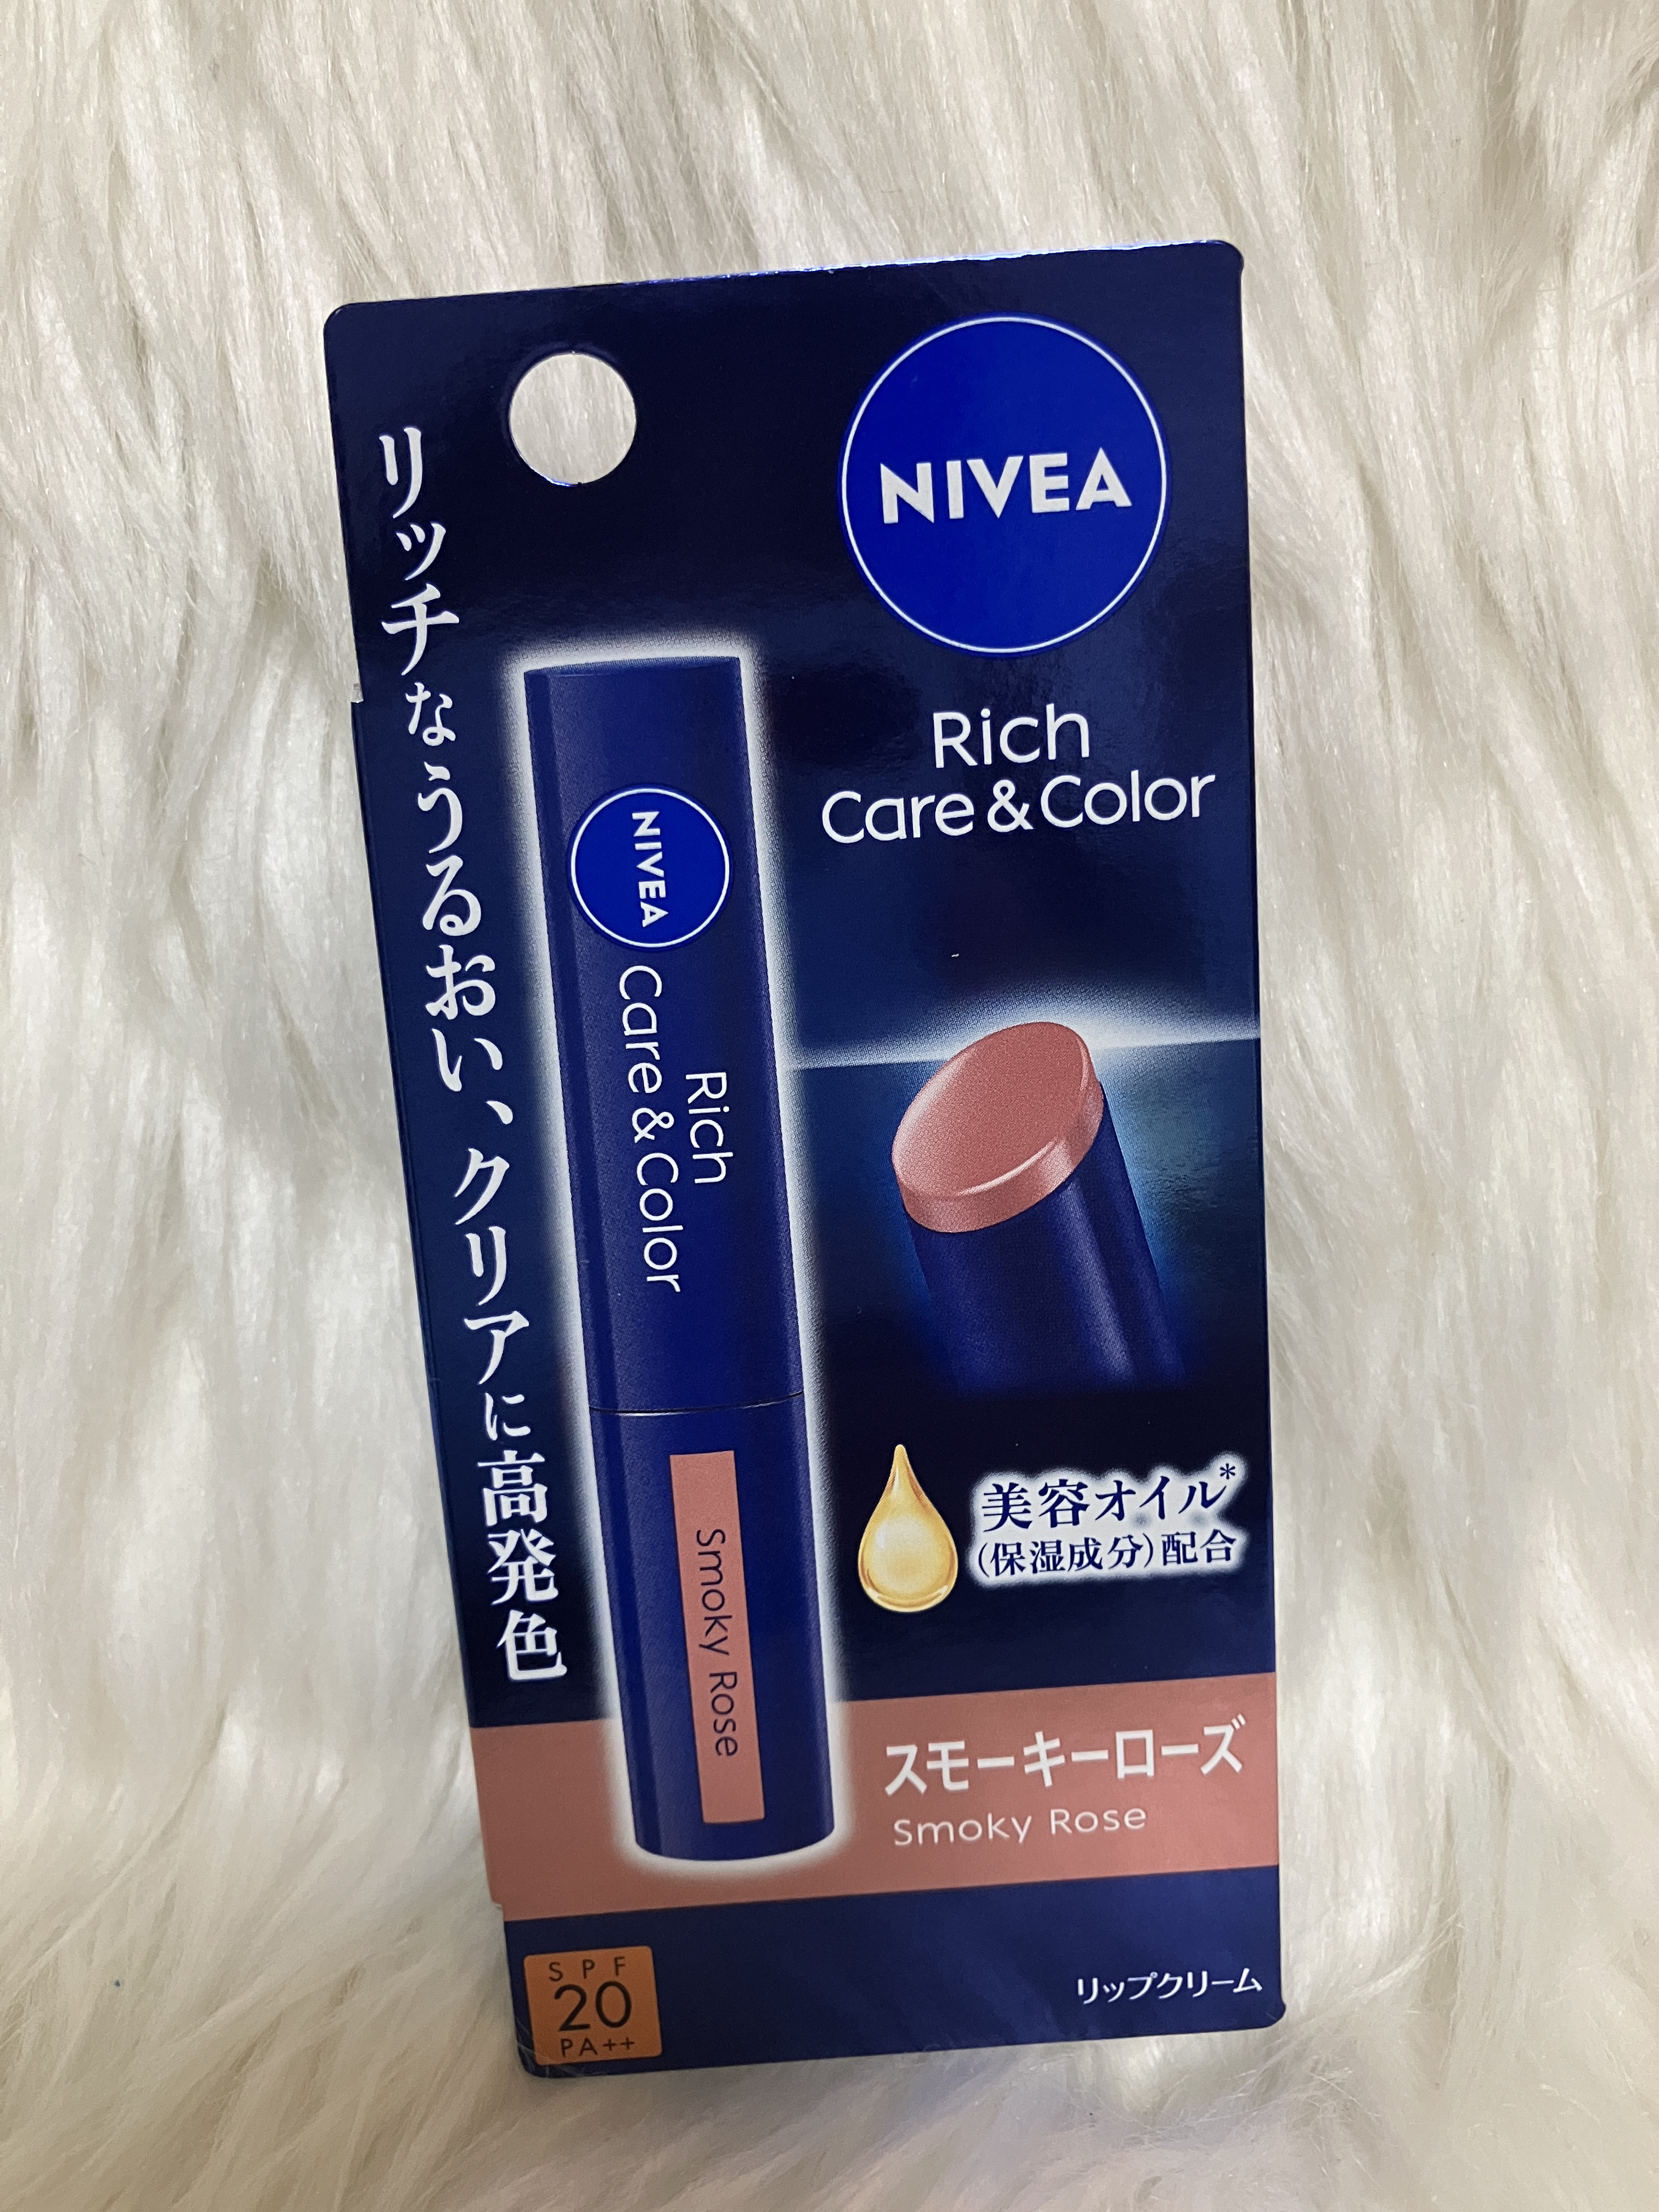 NIVEA
Rich
Care & Color
リッチなうるおい、クリアに高発色
NIVEA
Rich
Care & Color
Smoky Rose
美容オイル*
(保湿成分)配合
スモーキーローズ
Smoky Rose
SPF
20
PA++
リップクリーム